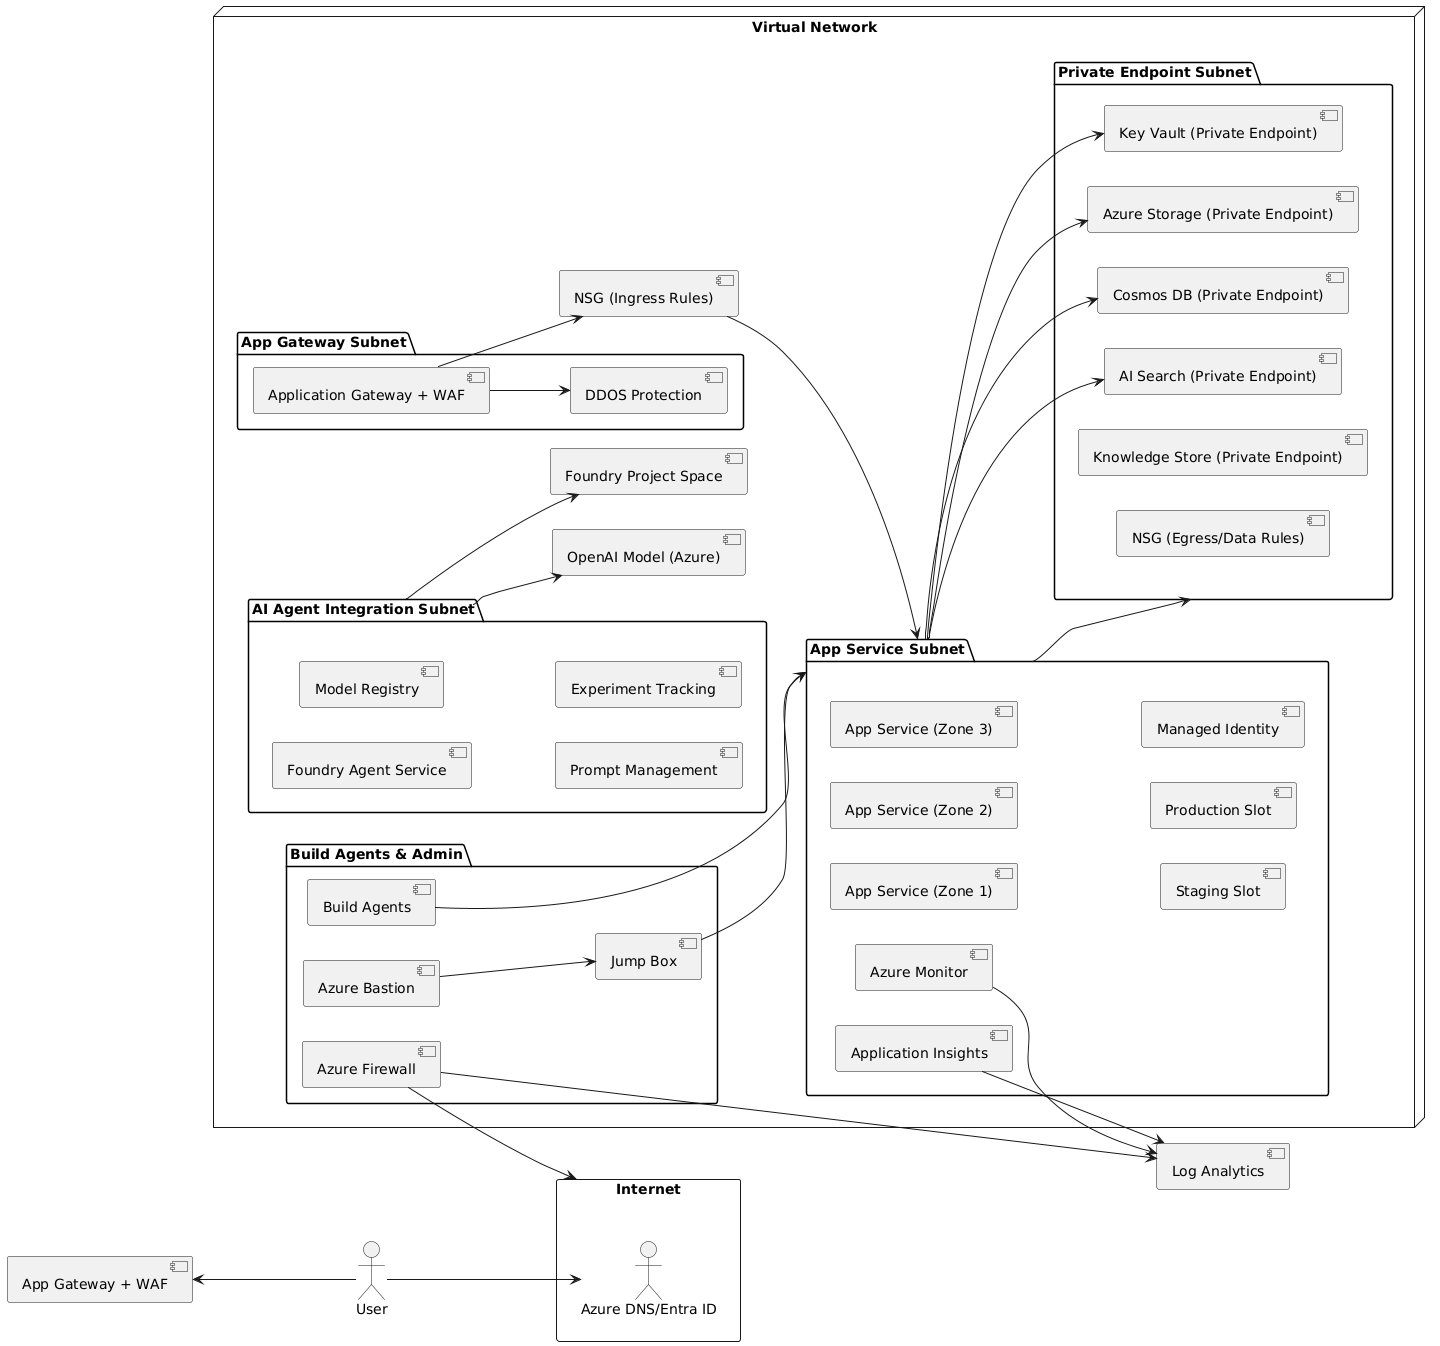 Virtual Network
Private Endpoint Subnet
Key Vault (Private Endpoint)
Azure Storage (Private Endpoint)
Cosmos DB (Private Endpoint)
AI Search (Private Endpoint)
Knowledge Store (Private Endpoint)
NSG (Egress/Data Rules)
NSG (Ingress Rules)
App Gateway Subnet
Application Gateway + WAF
DDOS Protection
Foundry Project Space
OpenAI Model (Azure)
AI Agent Integration Subnet
Model Registry
Experiment Tracking
Foundry Agent Service
Prompt Management
App Service Subnet
App Service (Zone 3)
Managed Identity
App Service (Zone 2)
Production Slot
App Service (Zone 1)
Staging Slot
Azure Monitor
Application Insights
Build Agents & Admin
Build Agents
Jump Box
Azure Bastion
Azure Firewall
Log Analytics
Internet
App Gateway + WAF
User
Azure DNS/Entra ID